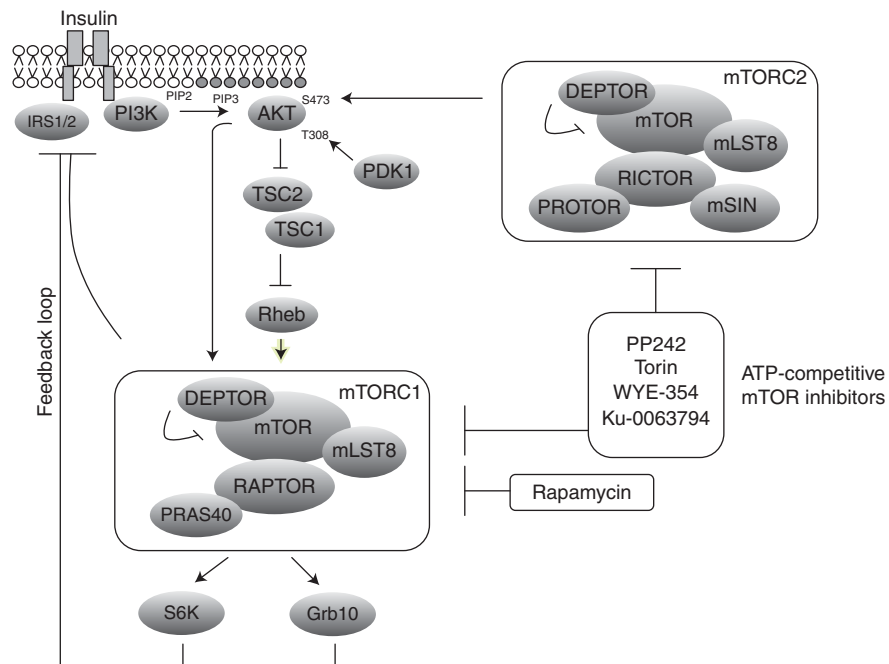 Insulin
IRS1/2
PI3K
PIP2
PIP3
AKT
S473
T308
PDK1
TSC2
TSC1
Rheb
mTORC2
DEPTOR
mTOR
mLST8
RICTOR
PROTOR
mSIN
Feedback loop
mTORC1
DEPTOR
mTOR
mLST8
RAPTOR
PRAS40
PP242
Torin
WYE-354
Ku-0063794
ATP-competitive
mTOR inhibitors
Rapamycin
S6K
Grb10